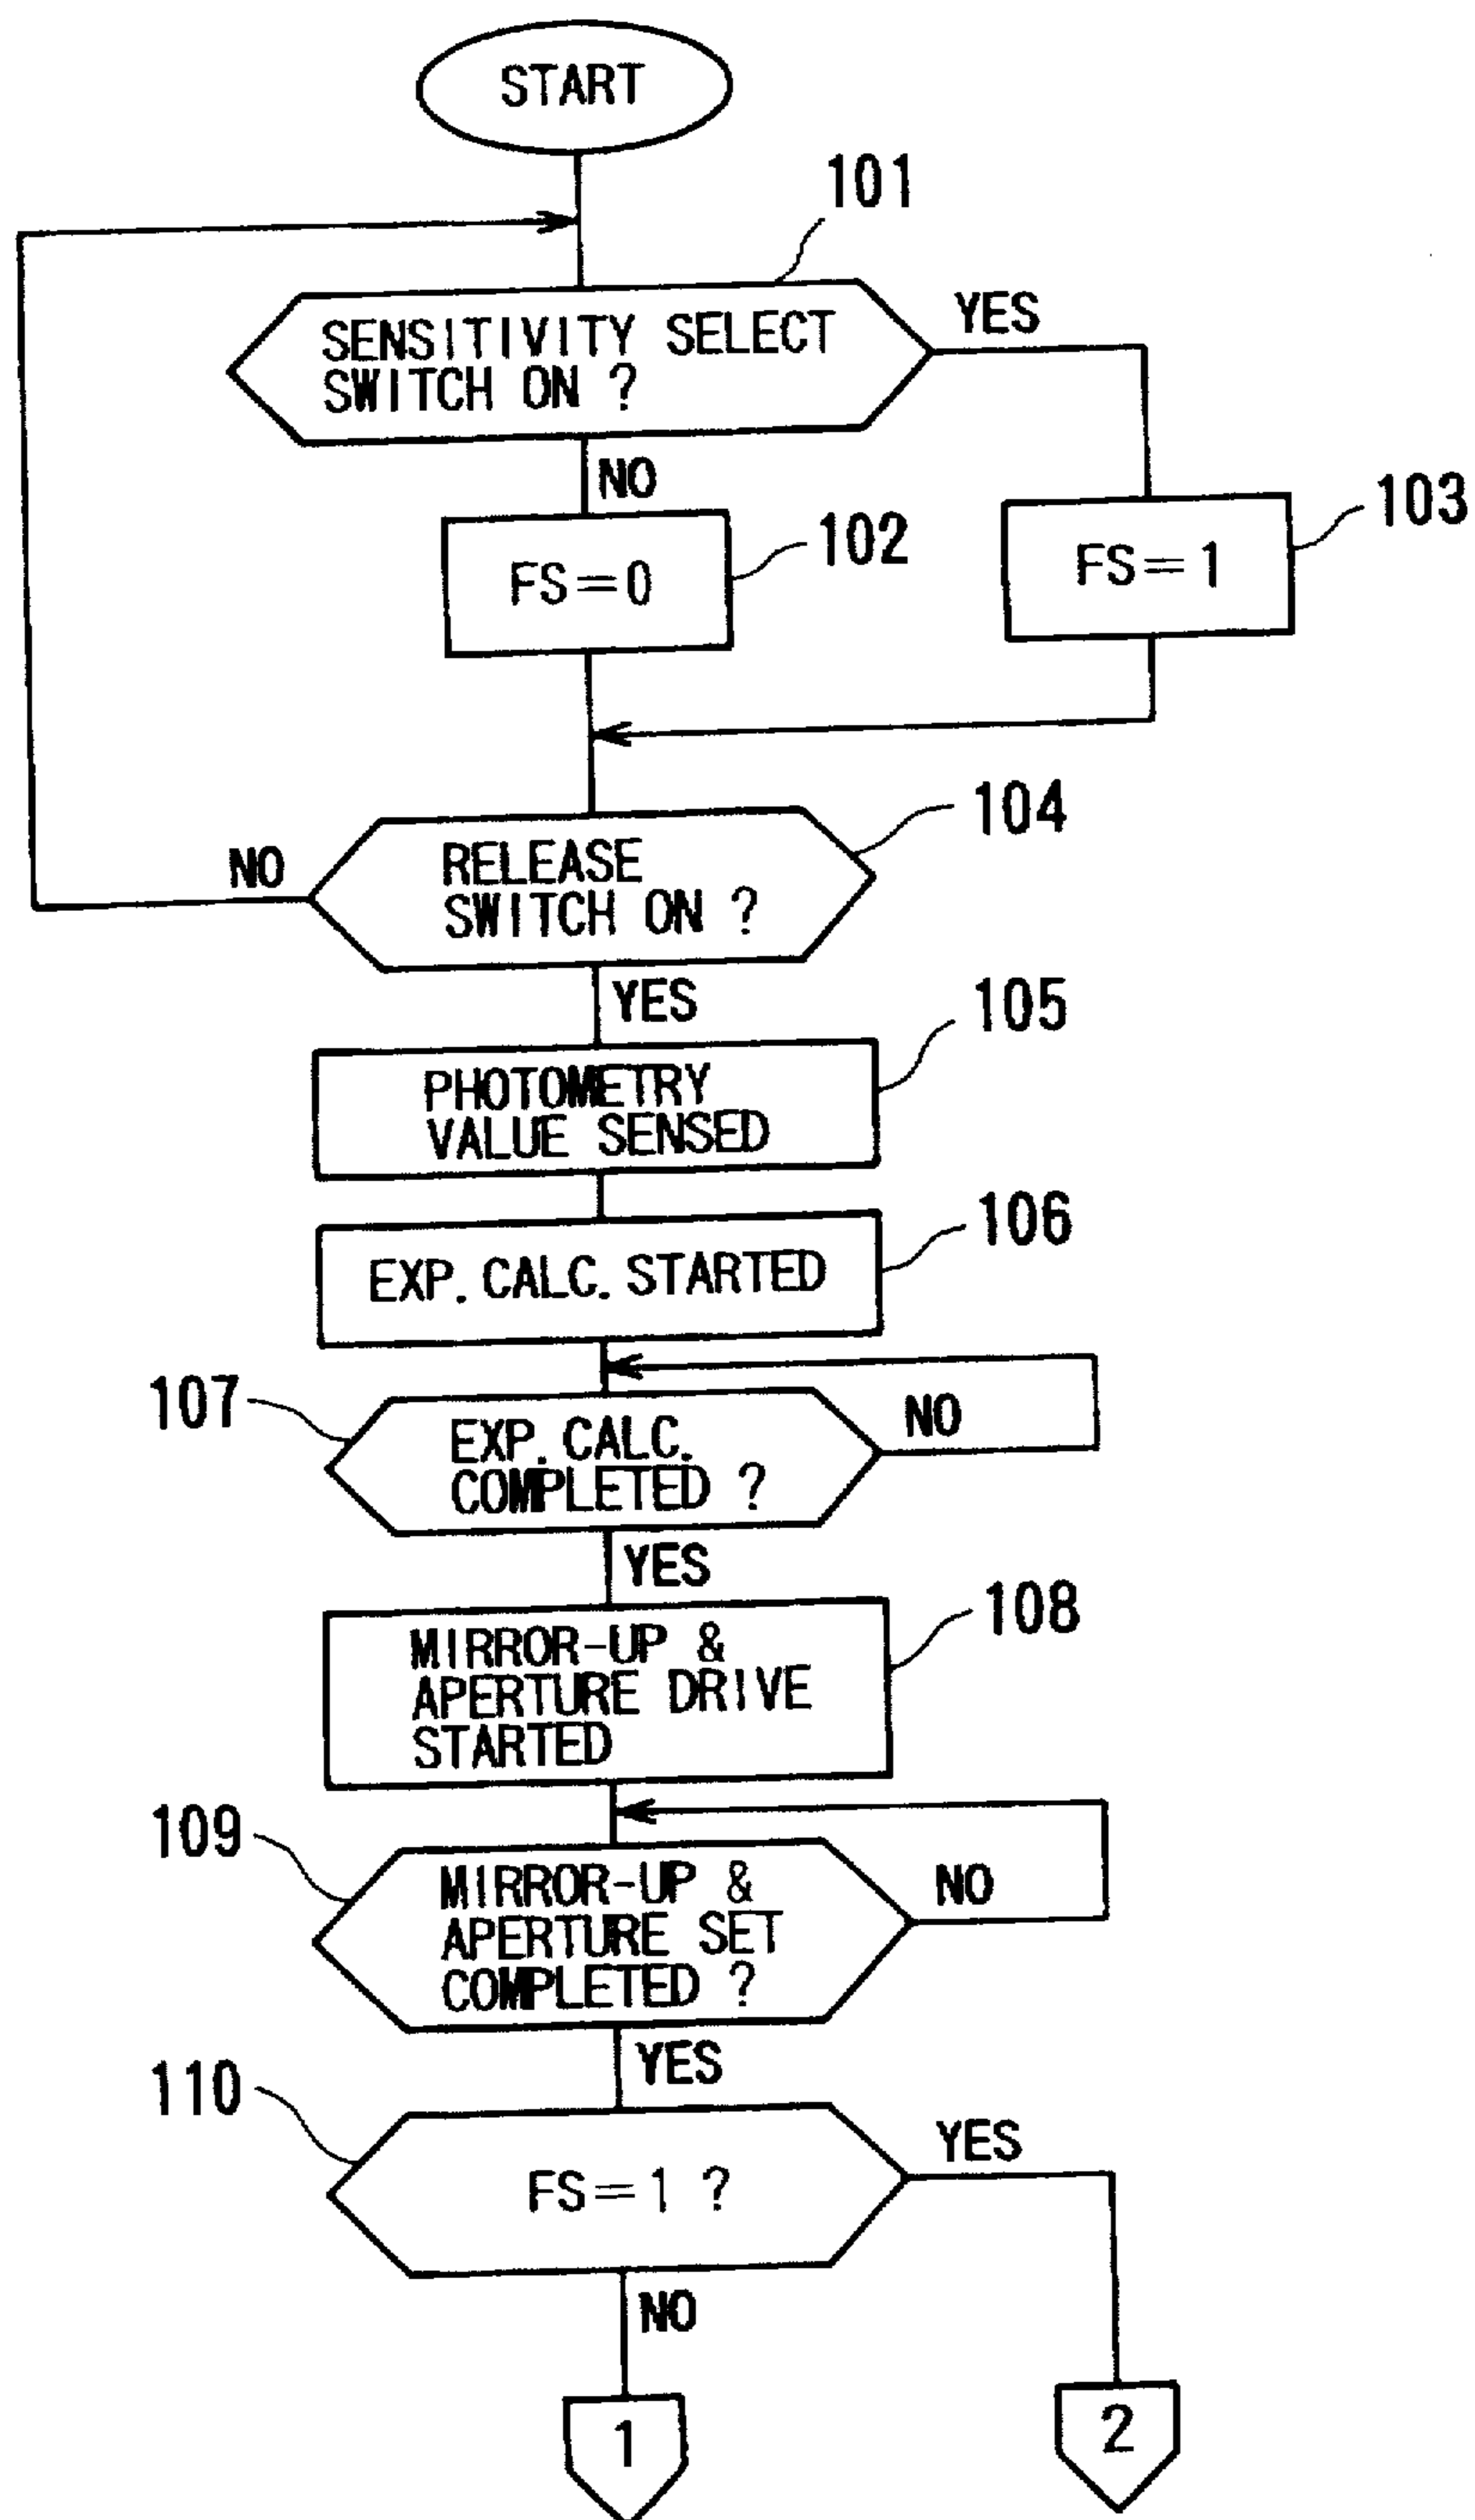 START
101
SENSITIVITY SELECT
SWITCH ON ?
YES
NO
FS=0
102
FS=1
103
104
RELEASE
SWITCH ON ?
NO
YES
105
PHOTOMETRY
VALUE SENSED
106
EXP. CALC. STARTED
107
EXP. CALC.
COMPLETED ?
NO
YES
108
MIRROR-UP &
APERTURE DRIVE
STARTED
109
MIRROR-UP &
APERTURE SET
COMPLETED ?
NO
YES
110
FS=1 ?
YES
NO
1
2